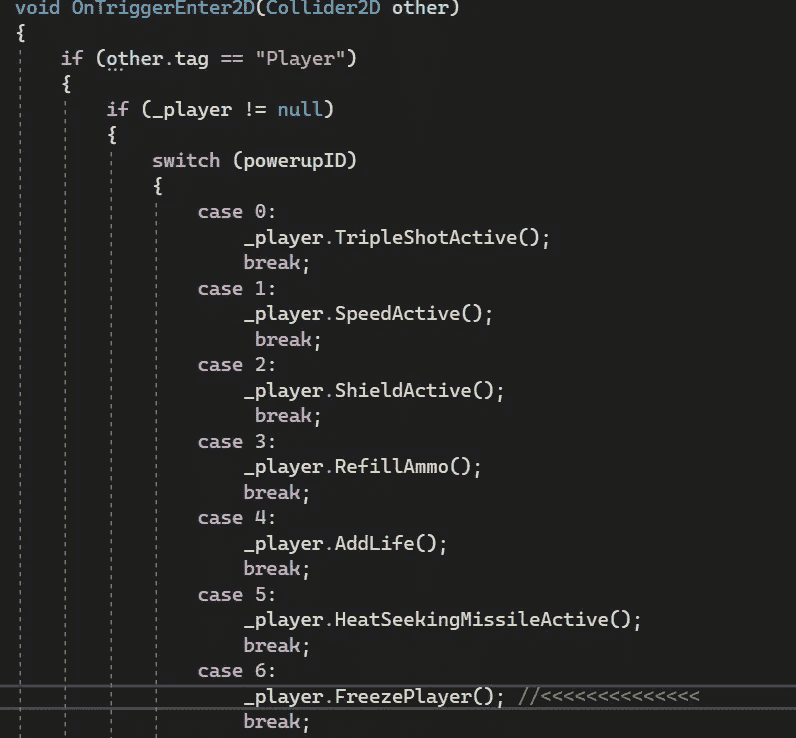 void OnTriggerEnter2D(Collider2D other)
{
if (other.tag == "Player")
{
if (_player != null)
{
switch (powerupID)
{
case 0:
_player.TripleShotActive();
break;
case 1:
_player.SpeedActive();
break;
case 2:
_player.ShieldActive();
break;
case 3:
_player.RefillAmmo();
break;
case 4:
_player.AddLife();
break;
case 5:
_player.HeatSeekingMissileActive();
break;
case 6:
_player.FreezePlayer(); //<<<<<<<<<<<<<<
break;